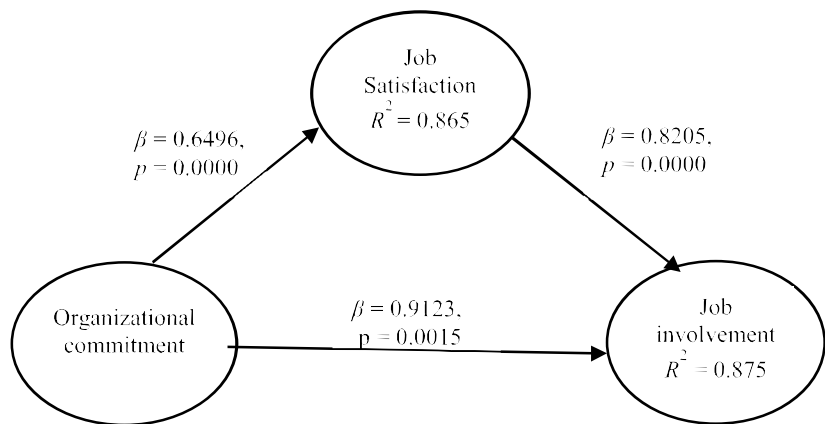 Job
Satisfaction
R² = 0.865
β = 0.6496,
p = 0.0000
β = 0.8205,
p = 0.0000
Organizational
commitment
β = 0.9123,
p = 0.0015
Job
involvement
R² = 0.875